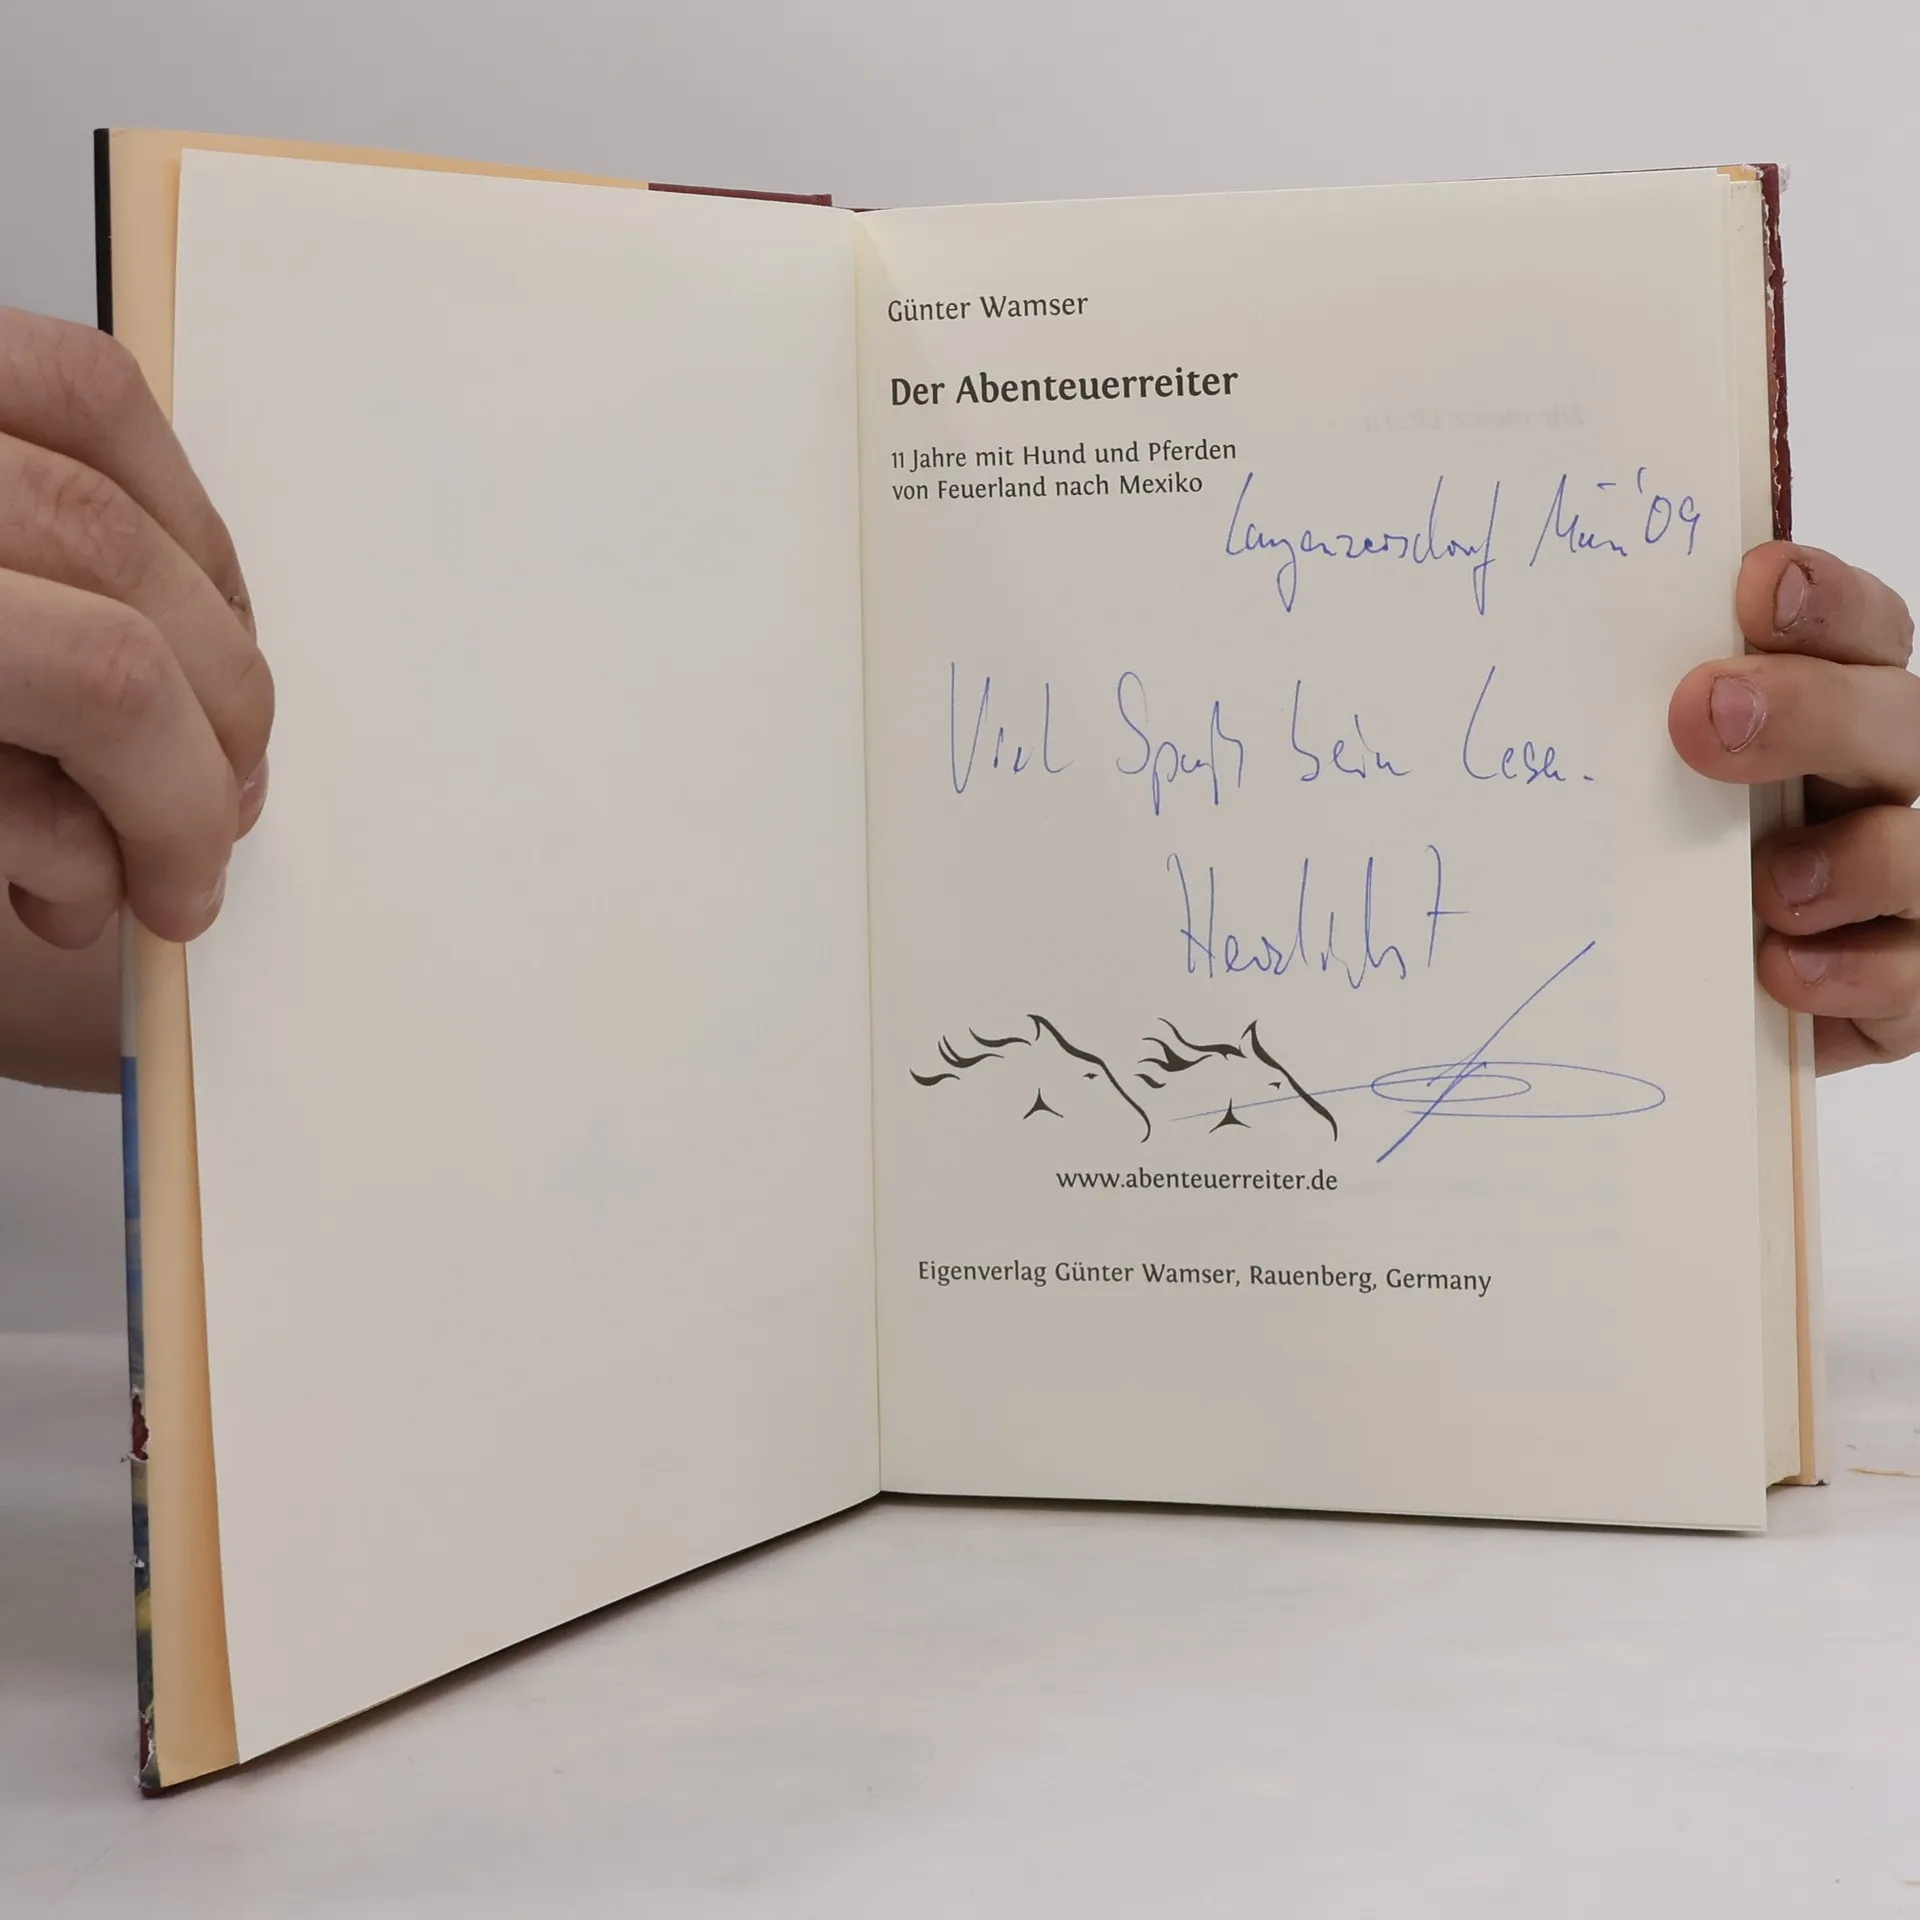 Günter Wamser
Der Abenteuerreiter
11 Jahre mit Hund und Pferden
von Feuerland nach Mexiko
Langenzersdorf März '09
Viel Spaß beim Lesen.
Herzlichst
www.abenteuerreiter.de
Eigenverlag Günter Wamser, Rauenberg, Germany